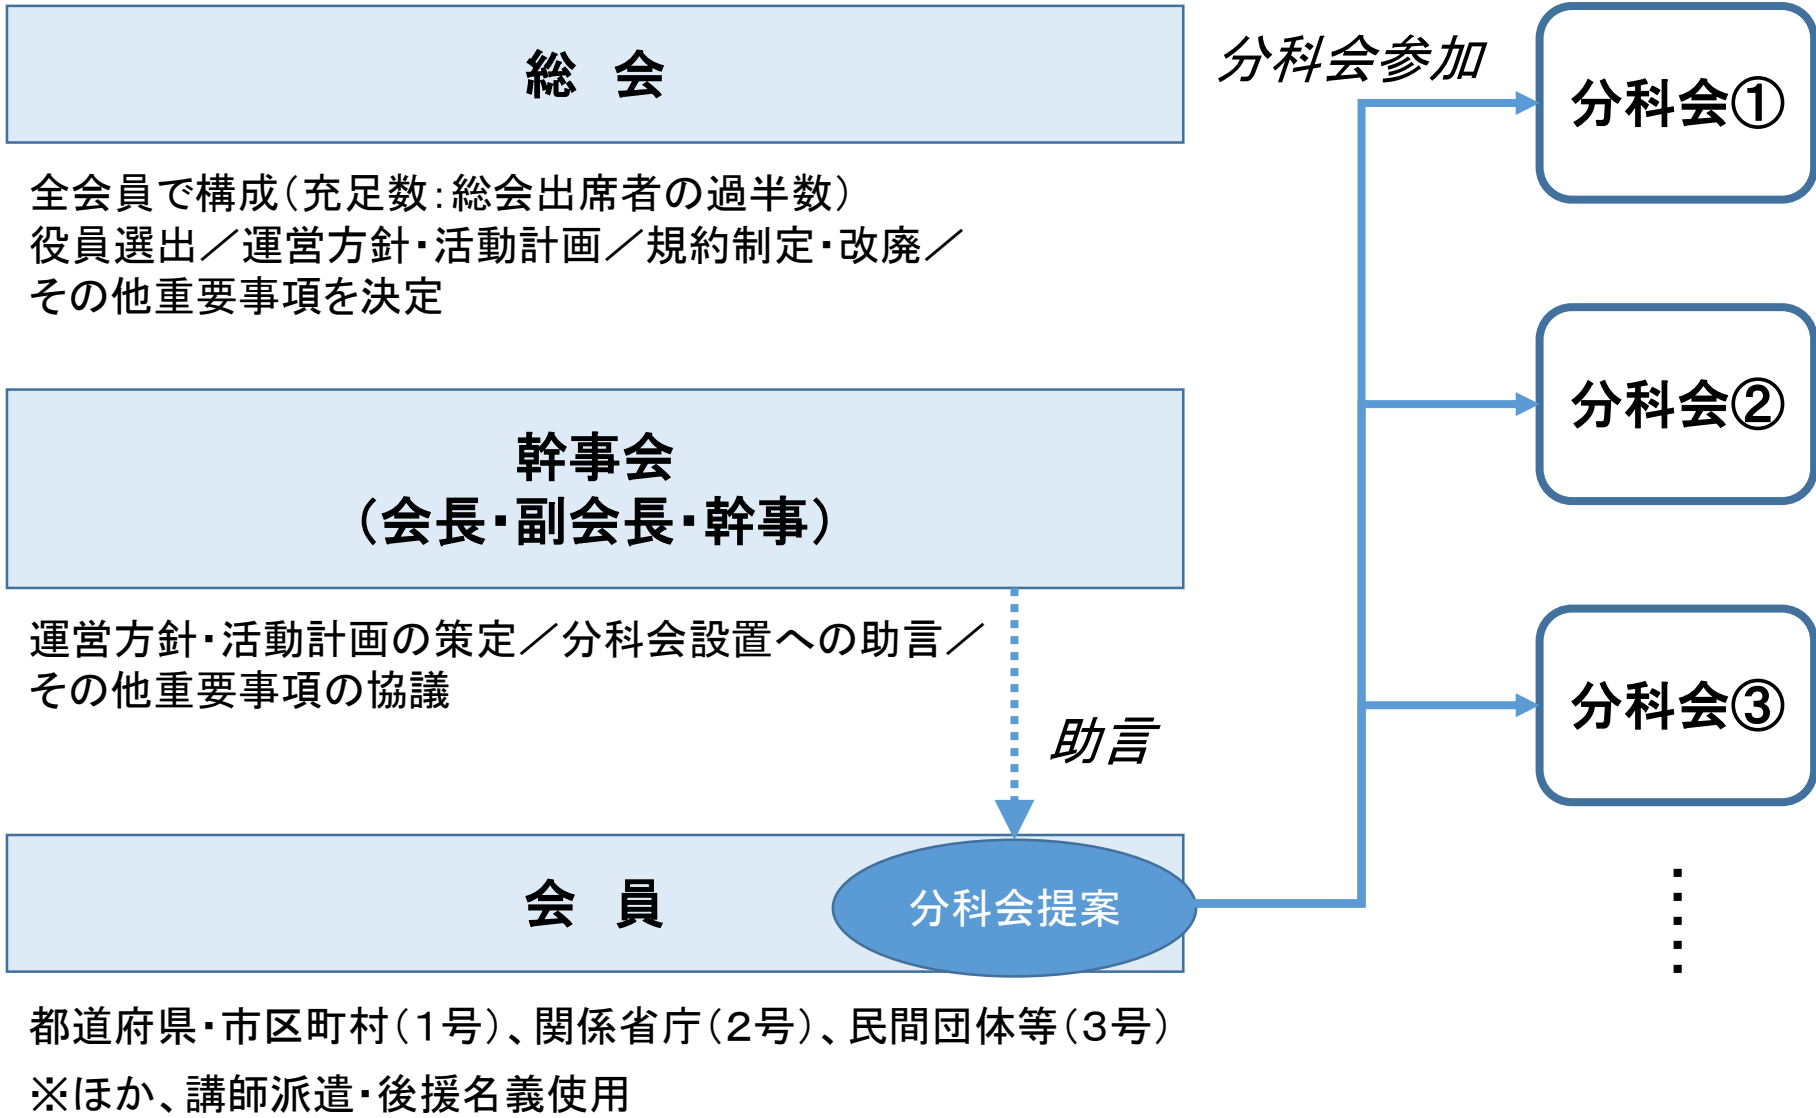 総　会
全会員で構成（充足数：総会出席者の過半数）
役員選出／運営方針・活動計画／規約制定・改廃／
その他重要事項を決定
幹事会
（会長・副会長・幹事）
運営方針・活動計画の策定／分科会設置への助言／
その他重要事項の協議
助言
会　員
分科会提案
都道府県・市区町村（１号）、関係省庁（２号）、民間団体等（３号）
※ほか、講師派遣・後援名義使用
分科会参加
分科会①
分科会②
分科会③
……